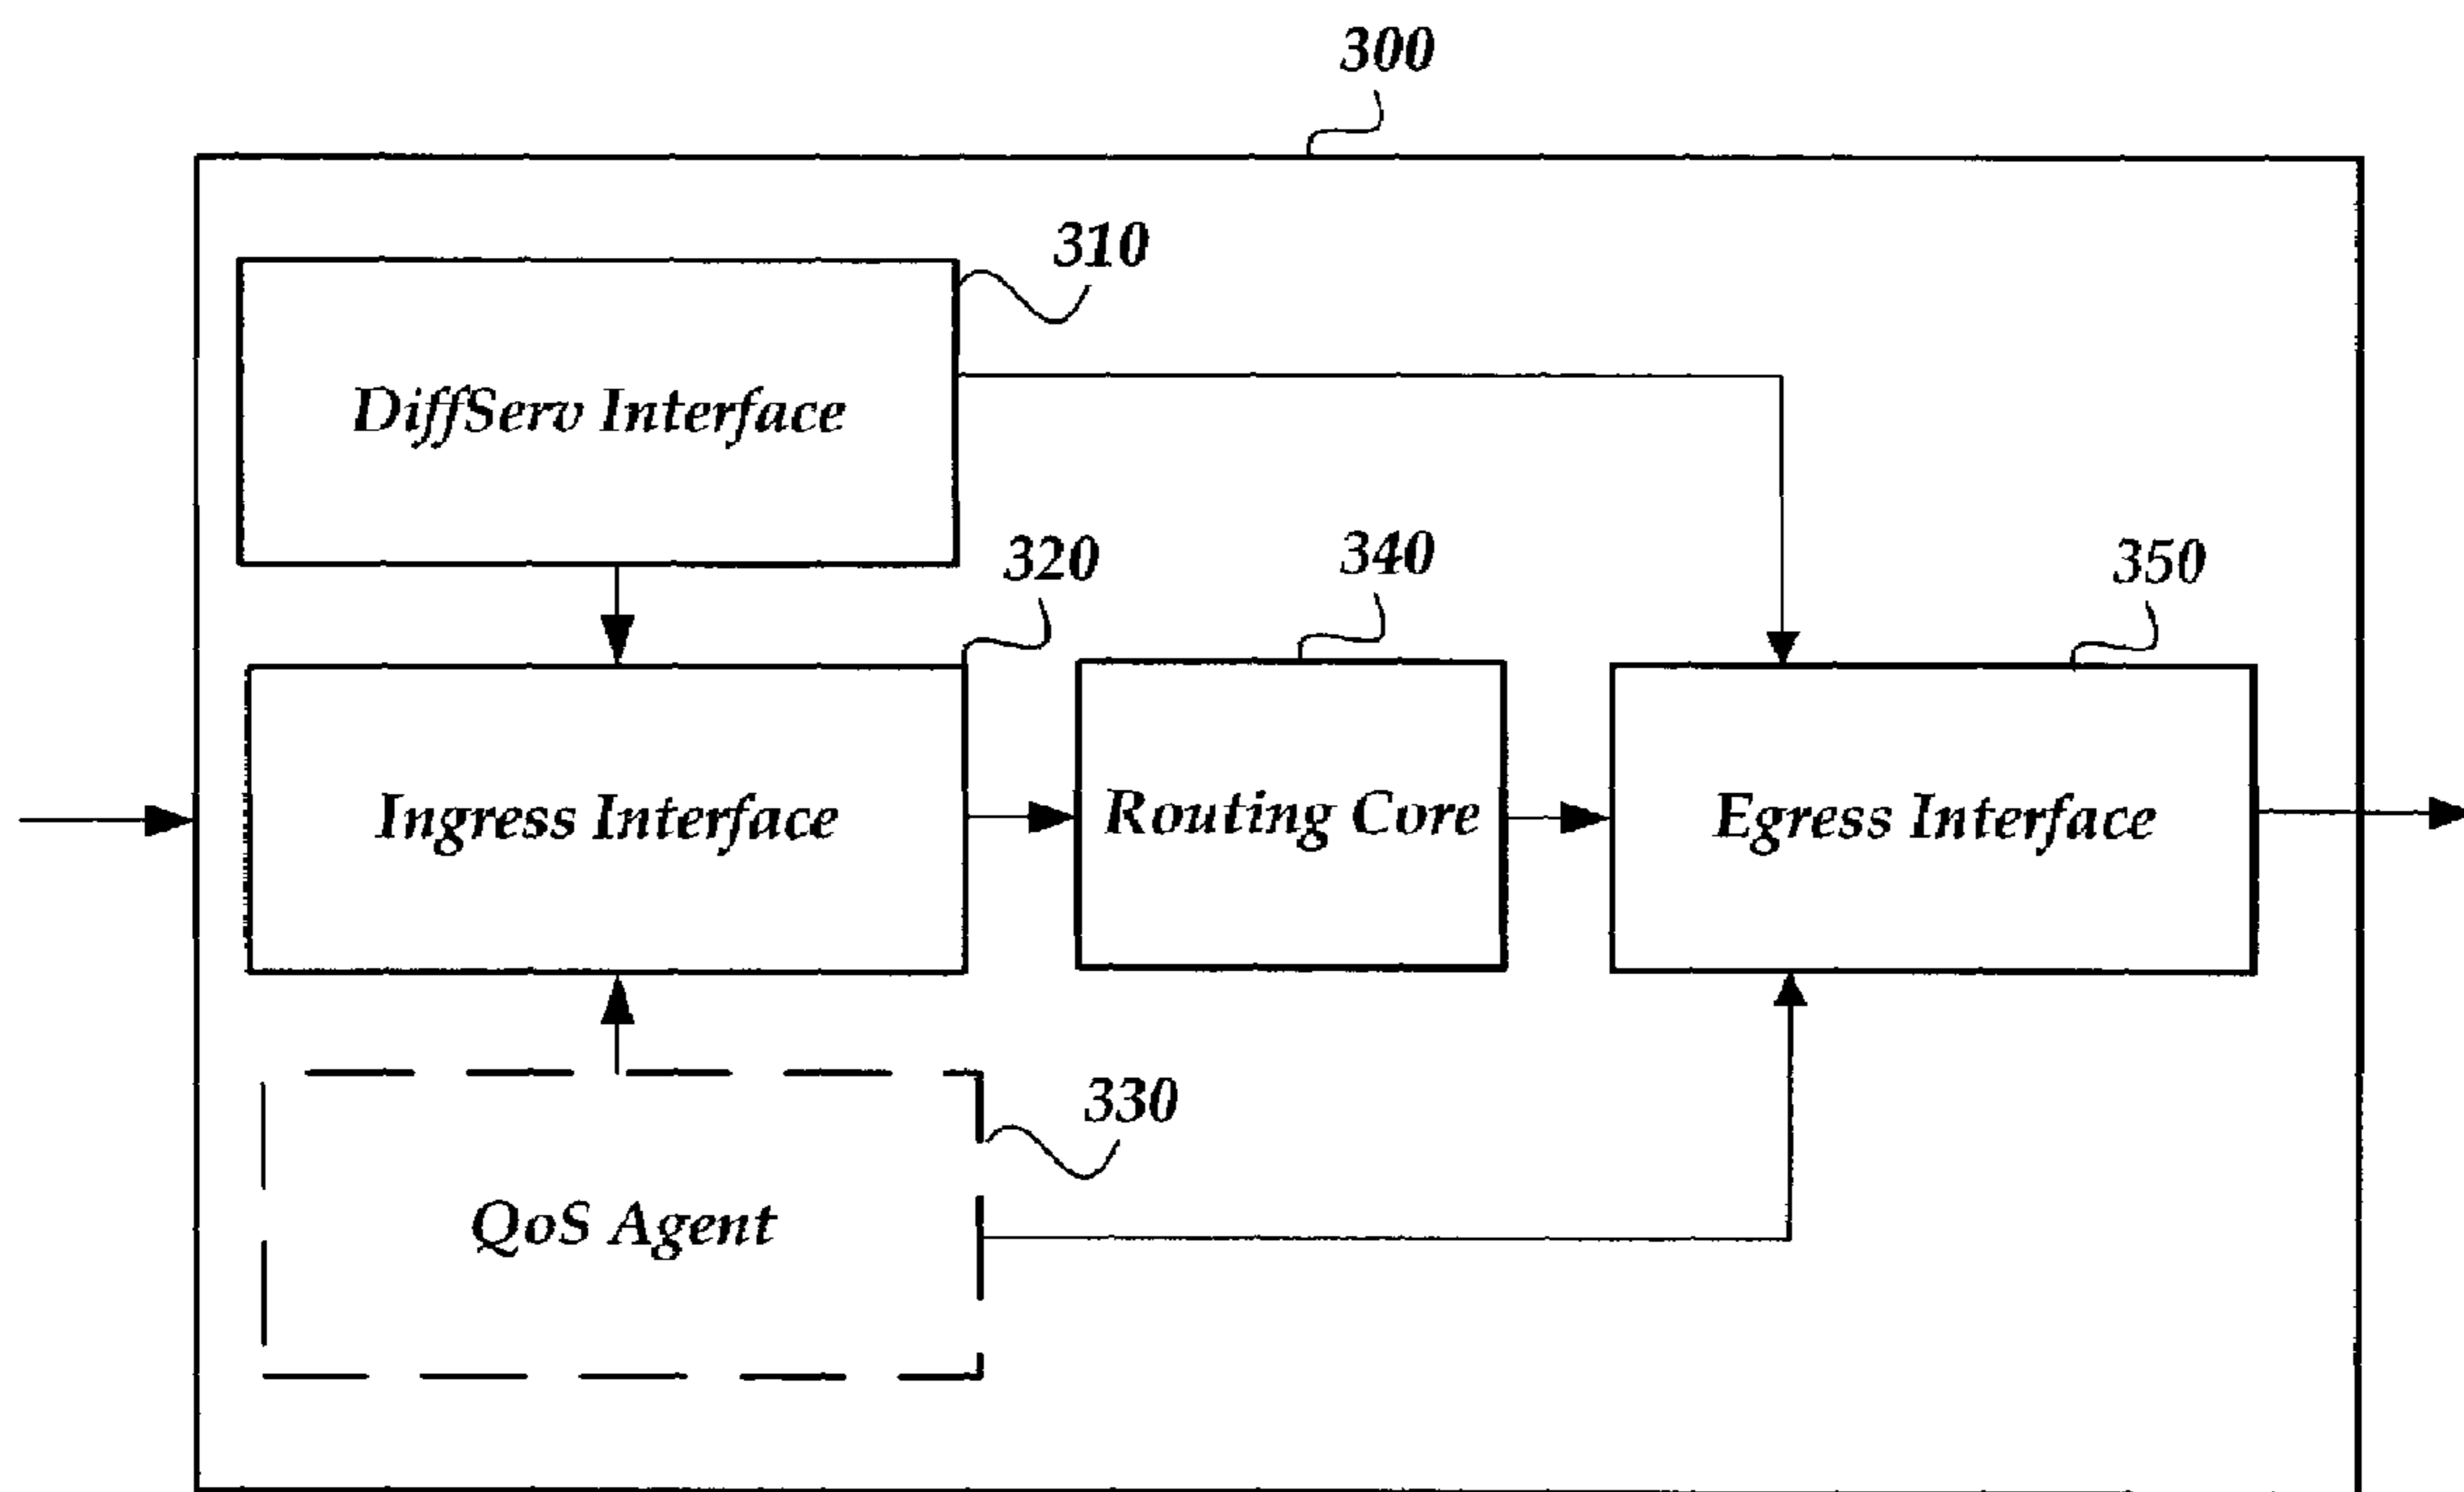 300
310
DiffServ Interface
320
340
350
Ingress Interface
Routing Core
Egress Interface
330
QoS Agent